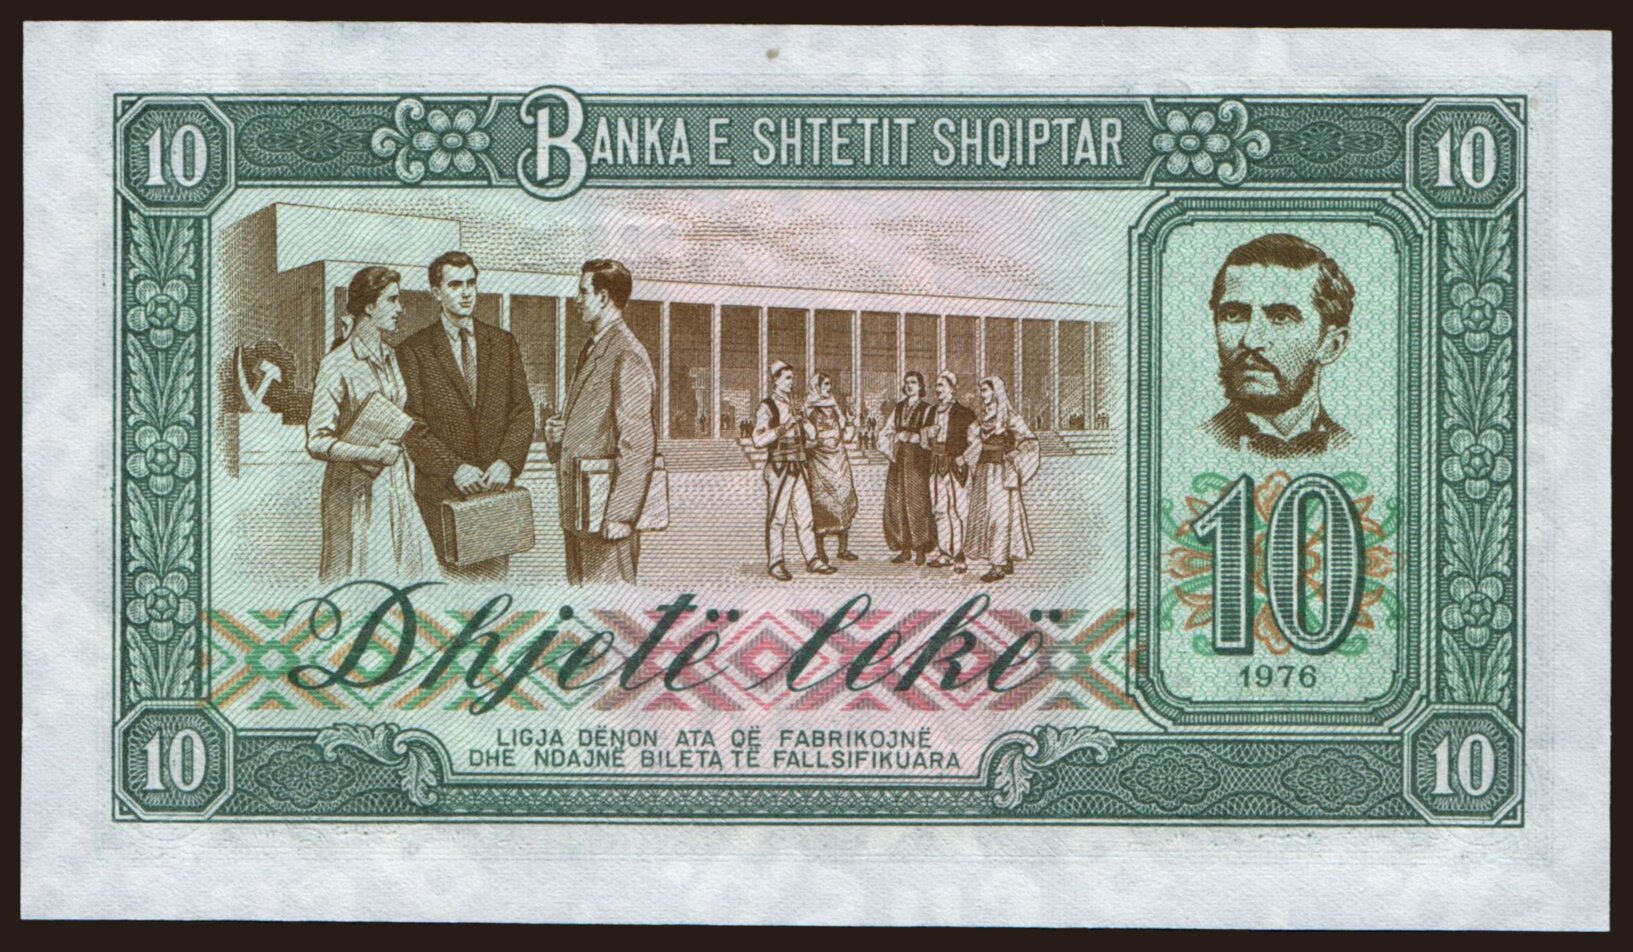 10 BANKA E SHTETIT SHQIPTAR 10
10
1976
Dhjetë lekë
LIGJA DËNON ATA QË FABRIKOJNË
DHE NDAJNË BILETA TË FALLSIFIKUARA
10 10